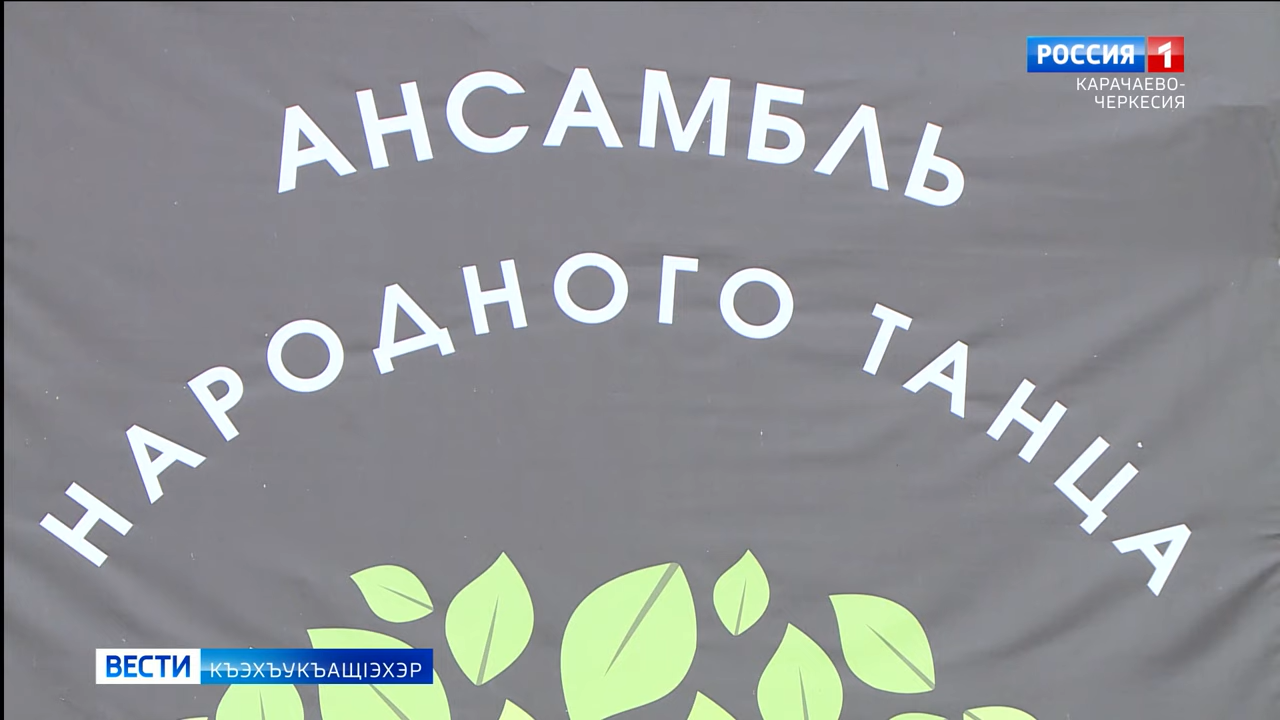 РОССИЯ 1
КАРАЧАЕВО-
ЧЕРКЕСИЯ
АНСАМБЛЬ
НАРОДНОГО ТАНЦА
ВЕСТИ КЪЭХЪУКЪАЩIЭХЭР